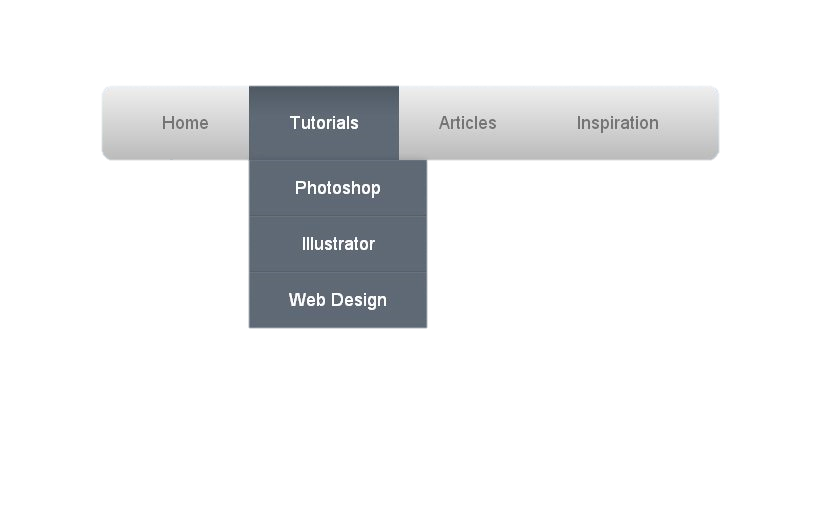 Home Tutorials Articles Inspiration
Photoshop
Illustrator
Web Design